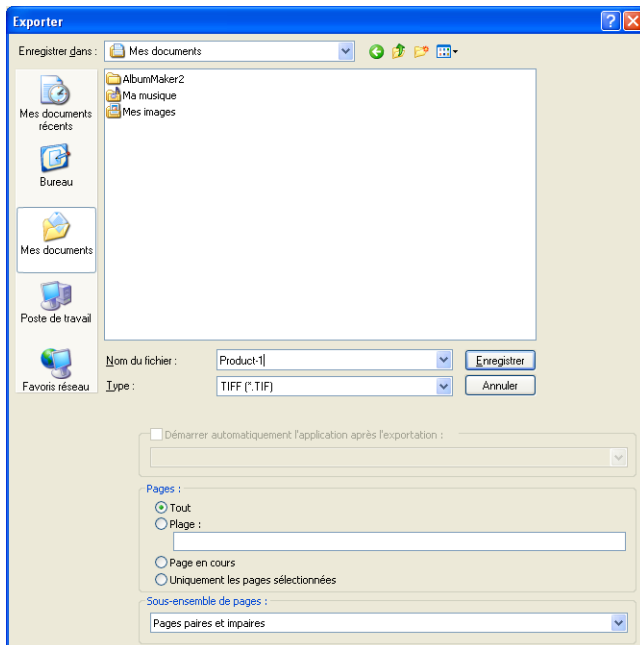 Exporter
Enregistrer dans :
Mes documents
AlbumMaker2
Ma musique
Mes images
Mes documents
récents
Bureau
Mes documents
Poste de travail
Favoris réseau
Nom du fichier :
Product-1
Enregistrer
Type :
TIFF (*.TIF)
Annuler
Démarrer automatiquement l'application après l'exportation :
Pages :
Tout
Plage :
Page en cours
Uniquement les pages sélectionnées
Sous-ensemble de pages :
Pages paires et impaires